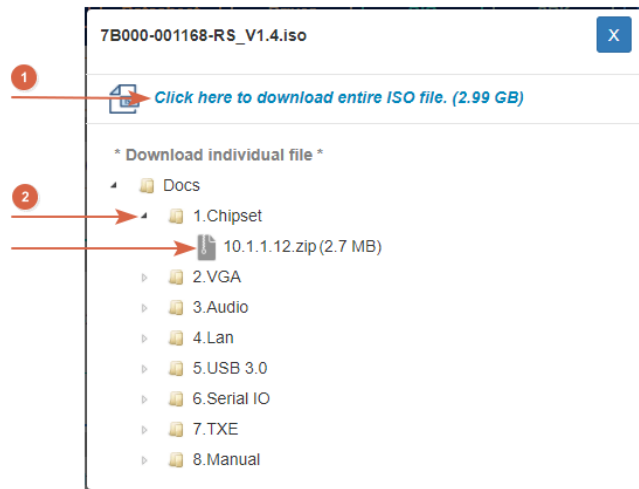 7B000-001168-RS_V1.4.iso
X
1
Click here to download entire ISO file. (2.99 GB)
* Download individual file *
Docs
2
1.Chipset
10.1.1.12.zip (2.7 MB)
2.VGA
3.Audio
4.Lan
5.USB 3.0
6.Serial IO
7.TXE
8.Manual